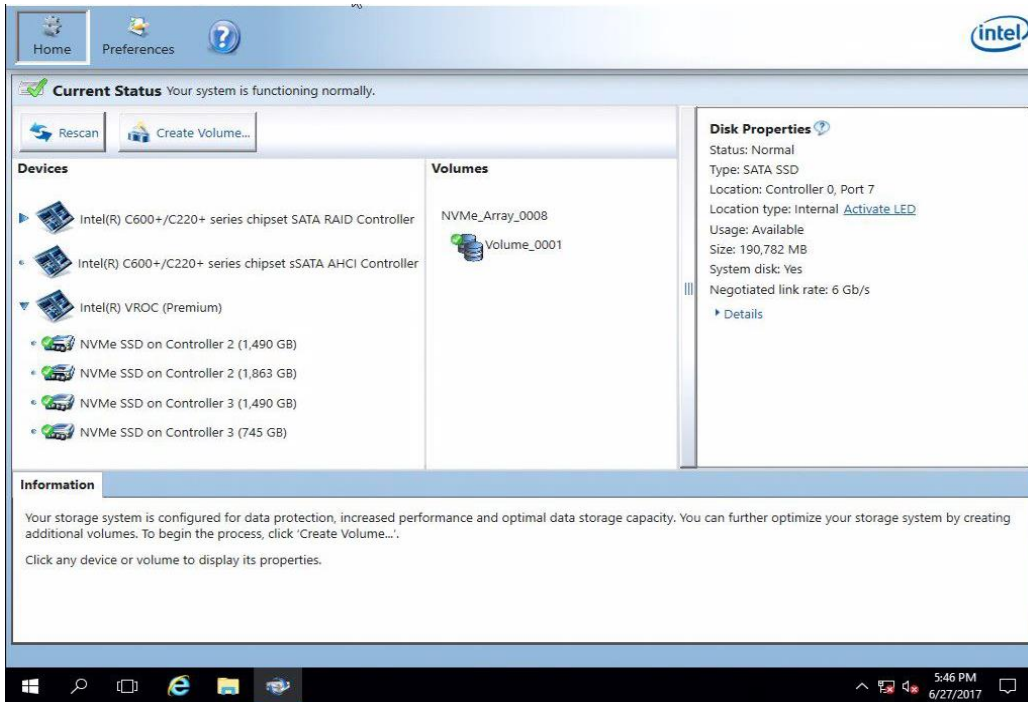 Home
Preferences
?
intel
Current Status Your system is functioning normally.
Rescan
Create Volume...
Devices
Intel(R) C600+/C220+ series chipset SATA RAID Controller
Intel(R) C600+/C220+ series chipset sSATA AHCI Controller
Intel(R) VROC (Premium)
NVMe SSD on Controller 2 (1,490 GB)
NVMe SSD on Controller 2 (1,863 GB)
NVMe SSD on Controller 3 (1,490 GB)
NVMe SSD on Controller 3 (745 GB)
Volumes
NVMe_Array_0008
Volume_0001
Disk Properties ?
Status: Normal
Type: SATA SSD
Location: Controller 0, Port 7
Location type: Internal Activate LED
Usage: Available
Size: 190,782 MB
System disk: Yes
Negotiated link rate: 6 Gb/s
Details
Information
Your storage system is configured for data protection, increased performance and optimal data storage capacity. You can further optimize your storage system by creating
additional volumes. To begin the process, click 'Create Volume...'.
Click any device or volume to display its properties.
5:46 PM
6/27/2017